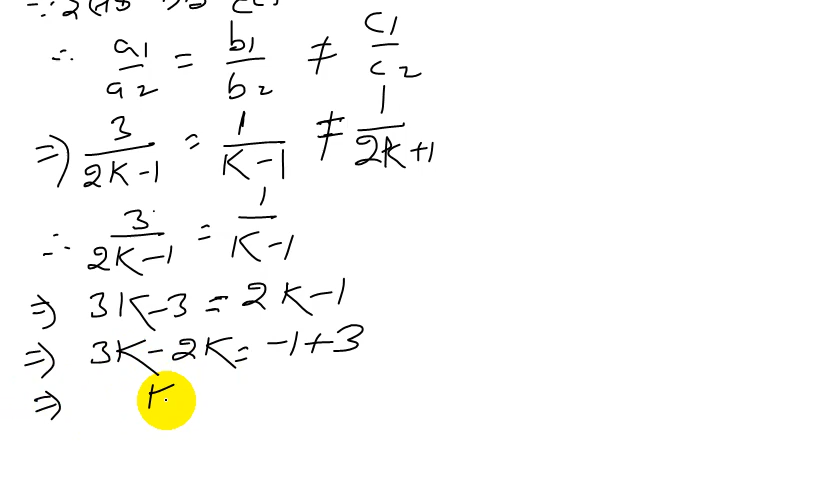 ∴ a1/a2 = b1/b2 ≠ c1/c2
⇒) 3/(2K-1) = 1/(K-1) ≠ 1/(2K+1)
∴ 3/(2K-1) = 1/(K-1)
⇒) 3K-3 = 2K-1
⇒) 3K-2K = -1+3
⇒) K